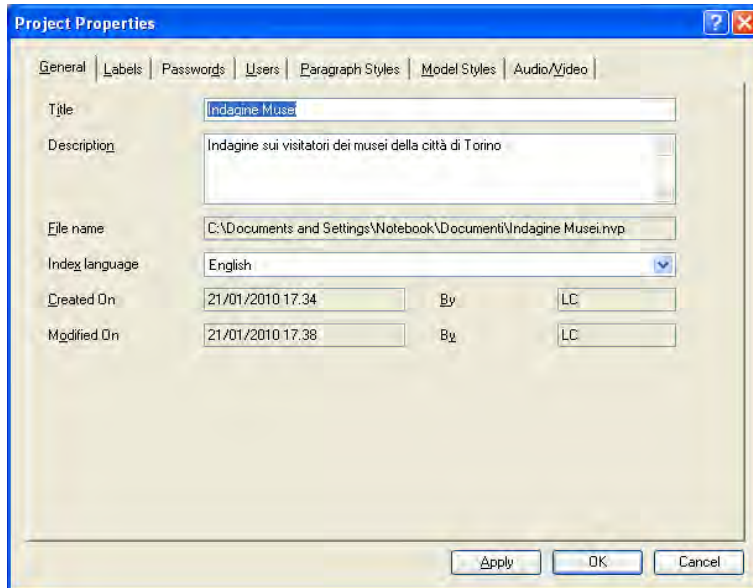 Project Properties
General Labels Passwords Users Paragraph Styles Model Styles Audio/Video
Title Indagine Musei
Description Indagine sui visitatori dei musei della città di Torino
File name C:\Documents and Settings\Notebook\Documenti\Indagine Musei.nvp
Index language English
Created On 21/01/2010 17.34 By LC
Modified On 21/01/2010 17.38 By LC
Apply OK Cancel